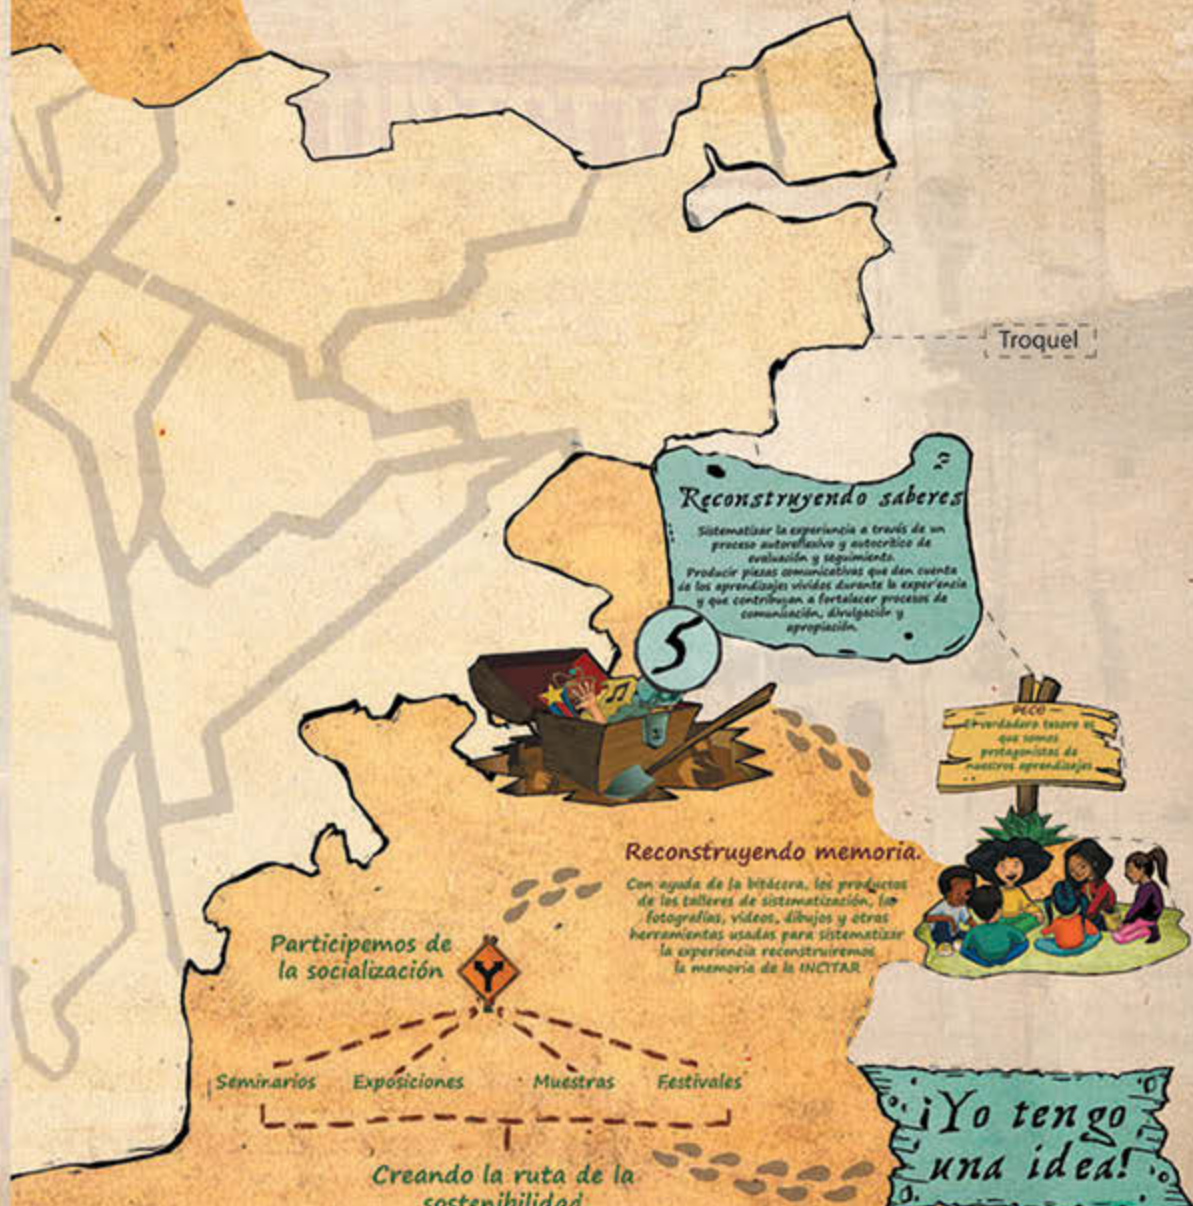 Troquel
Reconstruyendo saberes
Sistematizar la experiencia a través de un
proceso autoreflexivo y autocrítico de
evaluación y seguimiento.
Producir piezas comunicativas que den cuenta
de los aprendizajes vividos durante la experiencia
y que contribuyan a fortalecer procesos de
comunicación, divulgación y
apropiación.
5
PECO
El verdadero tesoro es
que somos
protagonistas de
nuestros aprendizajes
Reconstruyendo memoria.
Con ayuda de la bitácora, los productos
de los talleres de sistematización, las
fotografías, videos, dibujos y otras
herramientas usadas para sistematizar
la experiencia reconstruiremos
la memoria de la INCITAR
Participemos de
la socialización
Seminarios Exposiciones Muestras Festivales
Creando la ruta de la
sostenibilidad
¡Yo tengo
una idea!